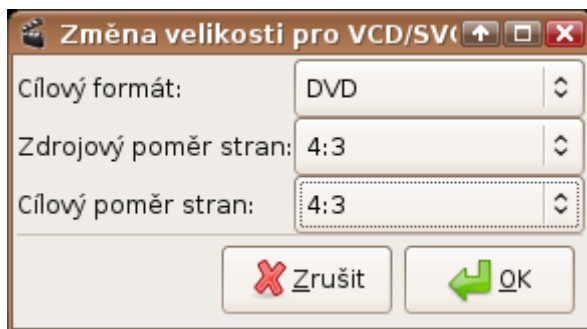 Změna velikosti pro VCD/SV
Cílový formát: DVD
Zdrojový poměr stran: 4:3
Cílový poměr stran: 4:3
Zrušit OK